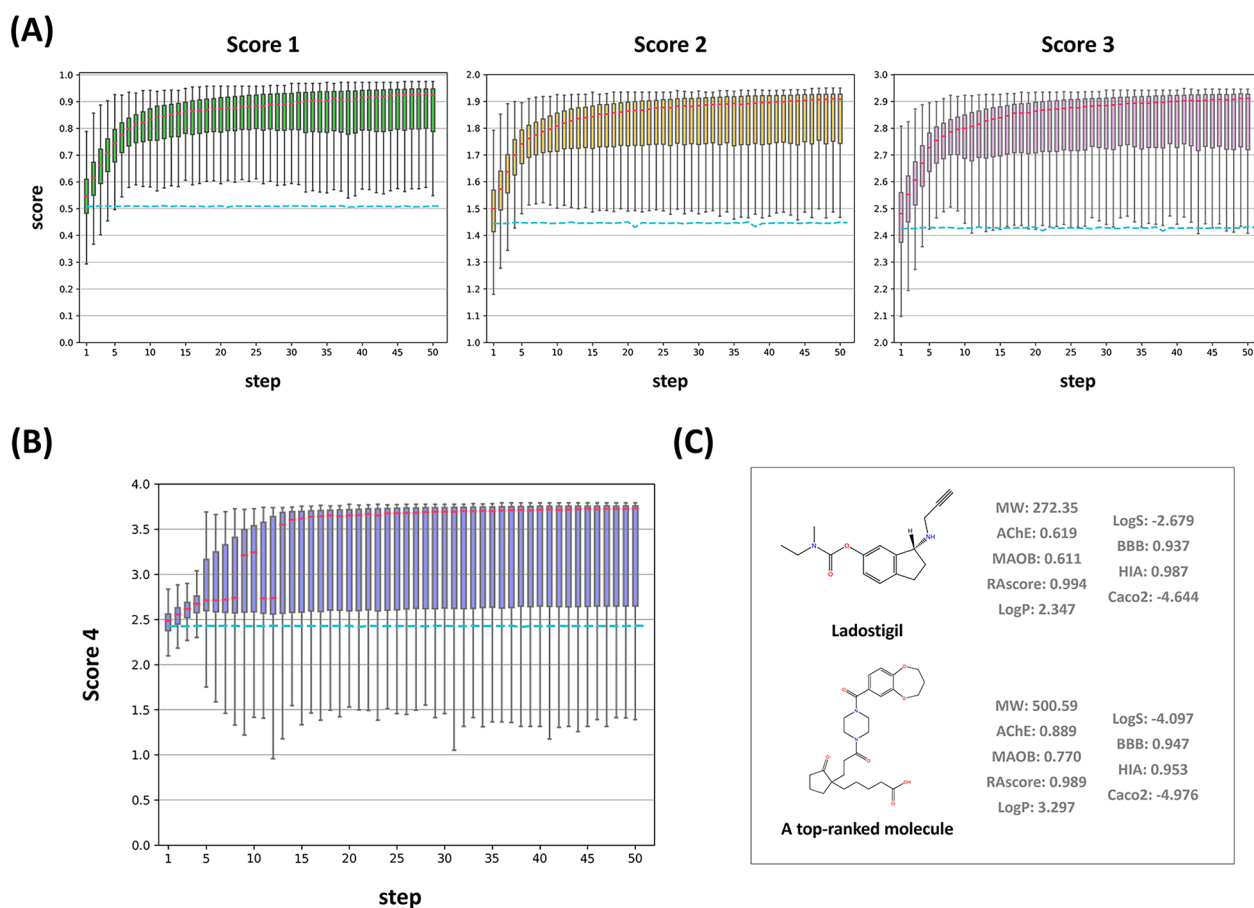 (A)
Score 1
Score 2
Score 3
score
1.0
0.9
0.8
0.7
0.6
0.5
0.4
0.3
0.2
0.1
0.0
1 5 10 15 20 25 30 35 40 45 50
step
2.0
1.9
1.8
1.7
1.6
1.5
1.4
1.3
1.2
1.1
1.0
1 5 10 15 20 25 30 35 40 45 50
step
3.0
2.9
2.8
2.7
2.6
2.5
2.4
2.3
2.2
2.1
2.0
1 5 10 15 20 25 30 35 40 45 50
step
(B)
Score 4
4.0
3.5
3.0
2.5
2.0
1.5
1.0
0.5
0.0
1 5 10 15 20 25 30 35 40 45 50
step
(C)
H
NH
N
O
O
MW: 272.35
AChE: 0.619
MAOB: 0.611
RAscore: 0.994
LogP: 2.347
LogS: -2.679
BBB: 0.937
HIA: 0.987
Caco2: -4.644
Ladostigil
O
O
O
N
N
O
O
OH
O
MW: 500.59
AChE: 0.889
MAOB: 0.770
RAscore: 0.989
LogP: 3.297
LogS: -4.097
BBB: 0.947
HIA: 0.953
Caco2: -4.976
A top-ranked molecule